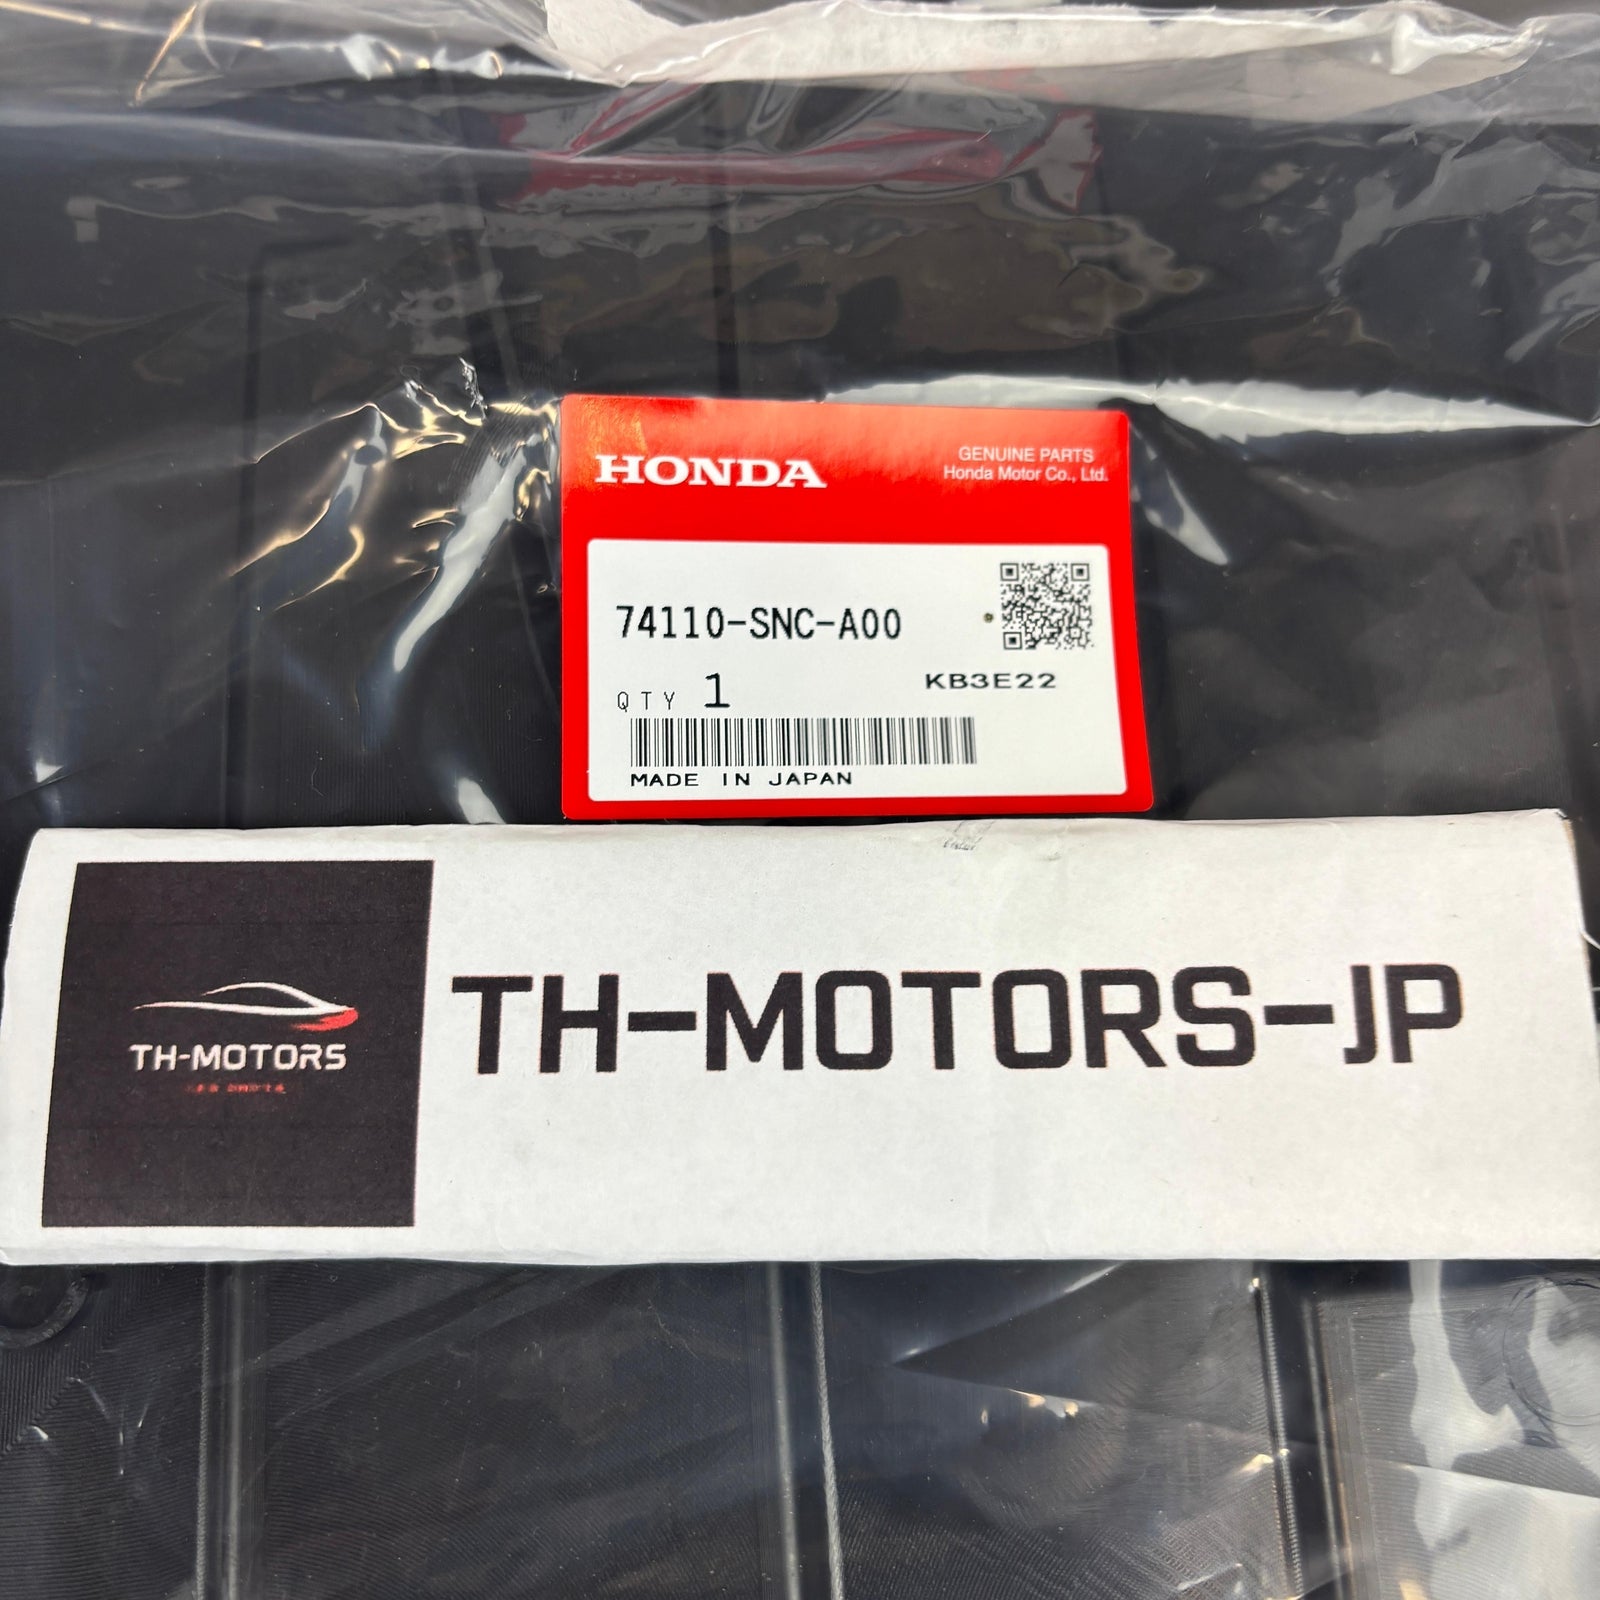 HONDA
GENUINE PARTS
Honda Motor Co., Ltd.
74110-SNC-A00
QTY 1
KB3E22
MADE IN JAPAN
TH-MOTORS
TH-MOTORS-JP